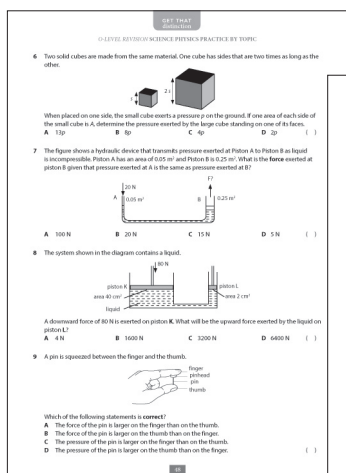 GET THAT
distinction
O-LEVEL REVISION SCIENCE PHYSICS PRACTICE BY TOPIC
6 Two solid cubes are made from the same material. One cube has sides that are two times as long as the
other.
s
2 s
When placed on one side, the small cube exerts a pressure p on the ground. If one area of each side of
the small cube is A, determine the pressure exerted by the large cube standing on one of its faces.
A 13p B 8p C 4p D 2p ( )
7 The figure shows a hydraulic device that transmits pressure exerted at Piston A to Piston B as liquid
is incompressible. Piston A has an area of 0.05 m² and Piston B is 0.25 m². What is the force exerted at
piston B given that pressure exerted at A is the same as pressure exerted at B?
20 N
F?
A 0.05 m²
B 0.25 m²
A 100 N B 20 N C 15 N D 5 N ( )
8 The system shown in the diagram contains a liquid.
80 N
piston K
piston L
area 40 cm²
area 2 cm²
liquid
A downward force of 80 N is exerted on piston K. What will be the upward force exerted by the liquid on
piston L?
A 4 N B 1600 N C 3200 N D 6400 N ( )
9 A pin is squeezed between the finger and the thumb.
finger
pinhead
pin
thumb
Which of the following statements is correct?
A The force of the pin is larger on the finger than on the thumb.
B The force of the pin is larger on the thumb than on the finger.
C The pressure of the pin is larger on the finger than on the thumb.
D The pressure of the pin is larger on the thumb than on the finger. ( )